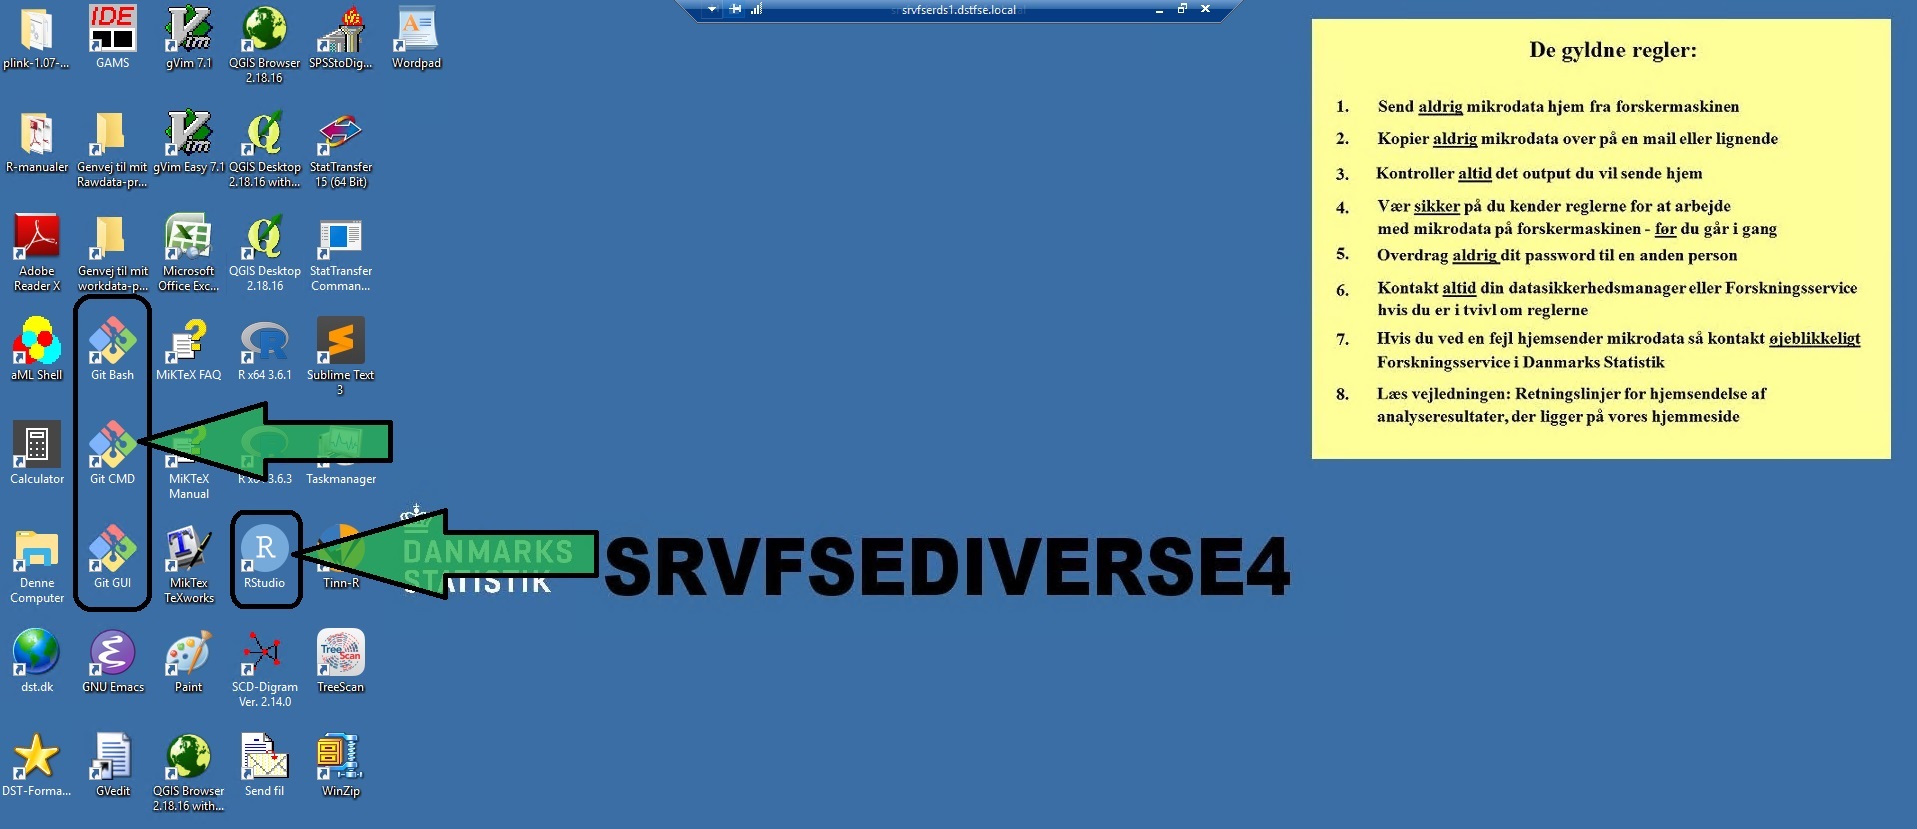 srvfserds1.dstfse.local
plink-1.07-...
IDE
GAMS
gVim 7.1
QGIS Browser
2.18.16
SPSStoDig...
Wordpad
R-manualer
Genvej til mit
Rawdata-pr...
gVim Easy 7.1
QGIS Desktop
2.18.16 with...
StatTransfer
15 (64 Bit)
Adobe
Reader X
Genvej til mit
workdata-p...
Microsoft
Office Exc...
QGIS Desktop
2.18.16
StatTransfer
Comman...
aML Shell
Git Bash
MiKTeX FAQ
R x64 3.6.1
Sublime Text
3
Calculator
Git CMD
MiKTeX
Manual
3.6.3
Taskmanager
Denne
Computer
Git GUI
MikTex
TeXworks
R
RStudio
Tinn-R
DANMARKS
STATISTIK
SRVFSEDIVERSE4
dst.dk
GNU Emacs
Paint
SCD-Digram
Ver. 2.14.0
Tree
Scan
TreeScan
DST-Forma...
GVedit
QGIS Browser
2.18.16 with...
Send fil
WinZip
De gyldne regler:
1. Send aldrig mikrodata hjem fra forskermaskinen
2. Kopier aldrig mikrodata over på en mail eller lignende
3. Kontroller altid det output du vil sende hjem
4. Vær sikker på du kender reglerne for at arbejde
med mikrodata på forskermaskinen - før du går i gang
5. Overdrag aldrig dit password til en anden person
6. Kontakt altid din datasikkerhedsmanager eller Forskningsservice
hvis du er i tvivl om reglerne
7. Hvis du ved en fejl hjemsender mikrodata så kontakt øjeblikkeligt
Forskningsservice i Danmarks Statistik
8. Læs vejledningen: Retningslinjer for hjemsendelse af
analyseresultater, der ligger på vores hjemmeside